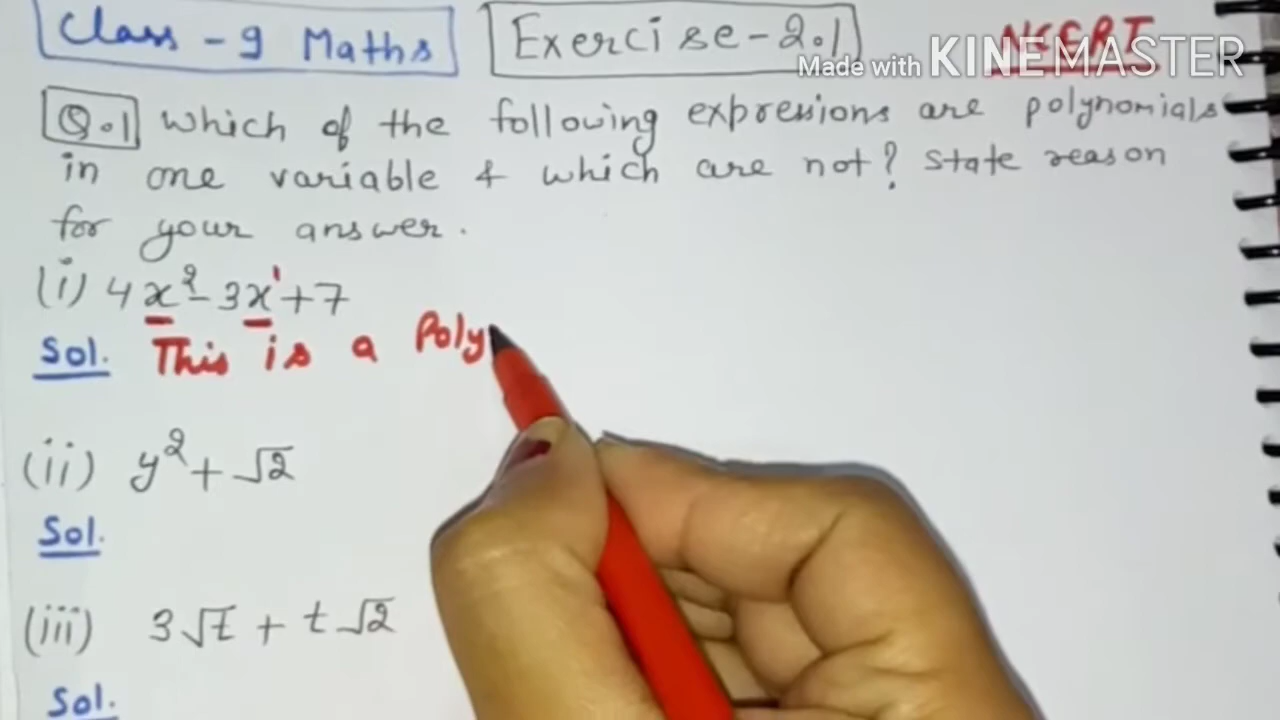 Class - 9 Maths Exercise - 2.1 NCERT
Made with KINEMASTER
Q.1 Which of the following expressions are polynomials
in one variable & which are not? State reason
for your answer.
(i) 4x² - 3x¹ + 7
Sol. This is a Poly
(ii) y² + √2
Sol.
(iii) 3√t + t√2
Sol.